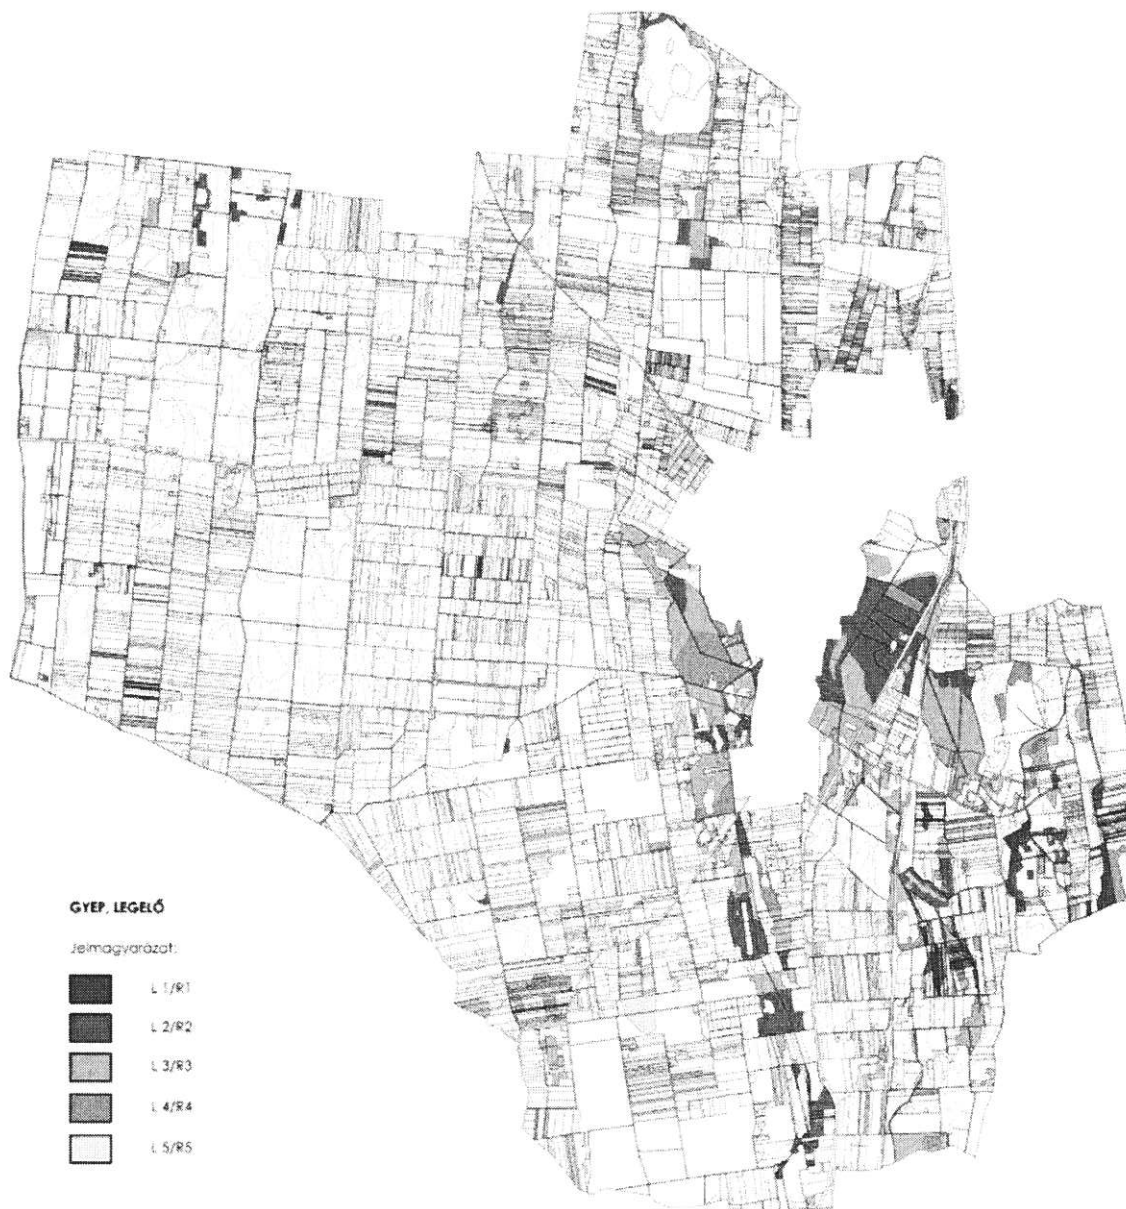 GYEP, LEGELŐ
Jelmagyarázat:
L 1/R1
L 2/R2
L 3/R3
L 4/R4
L 5/R5